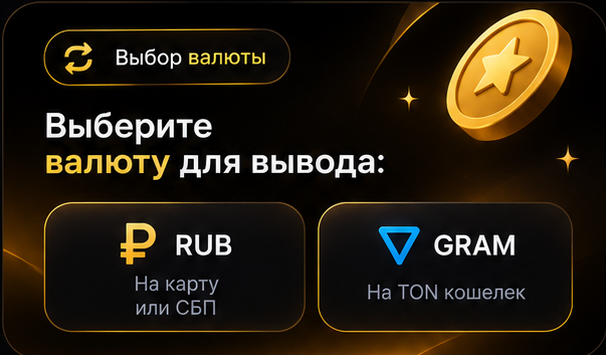 Выбор валюты
Выберите
валюту для вывода:
₽ RUB
На карту
или СБП
GRAM
На TON кошелек